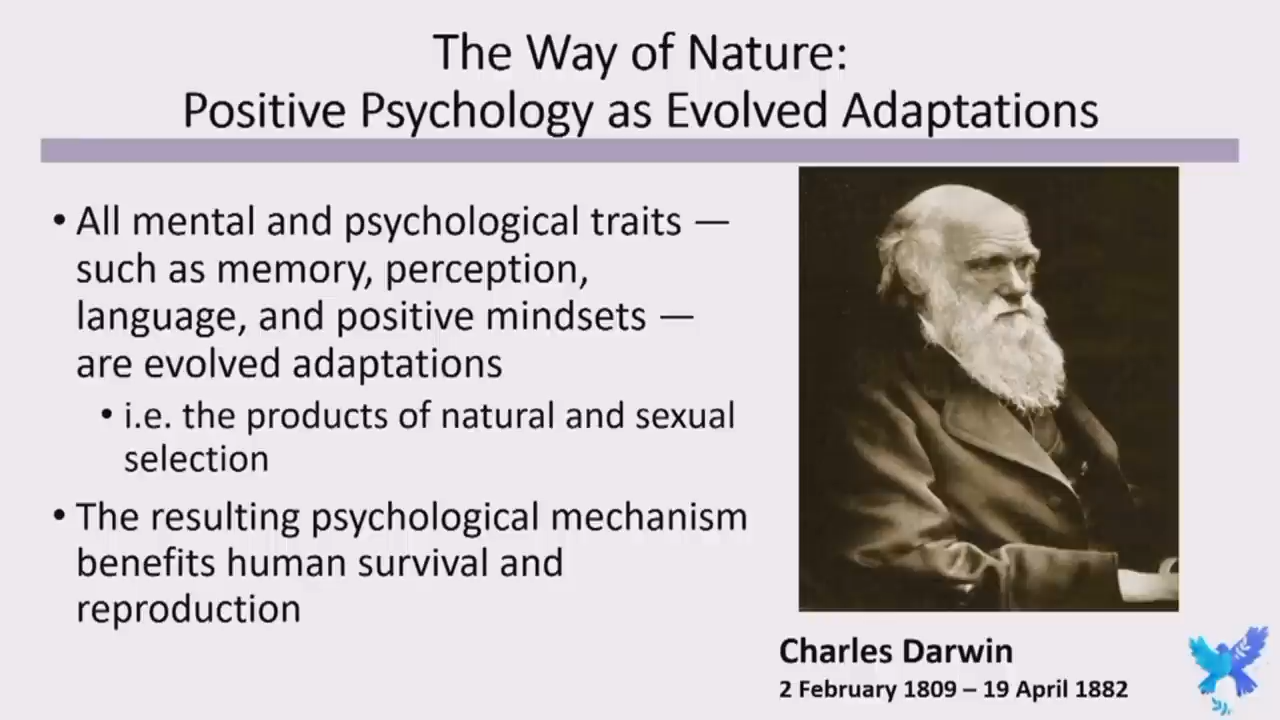 The Way of Nature:
Positive Psychology as Evolved Adaptations
• All mental and psychological traits —
such as memory, perception,
language, and positive mindsets —
are evolved adaptations
• i.e. the products of natural and sexual
selection
• The resulting psychological mechanism
benefits human survival and
reproduction
Charles Darwin
2 February 1809 – 19 April 1882